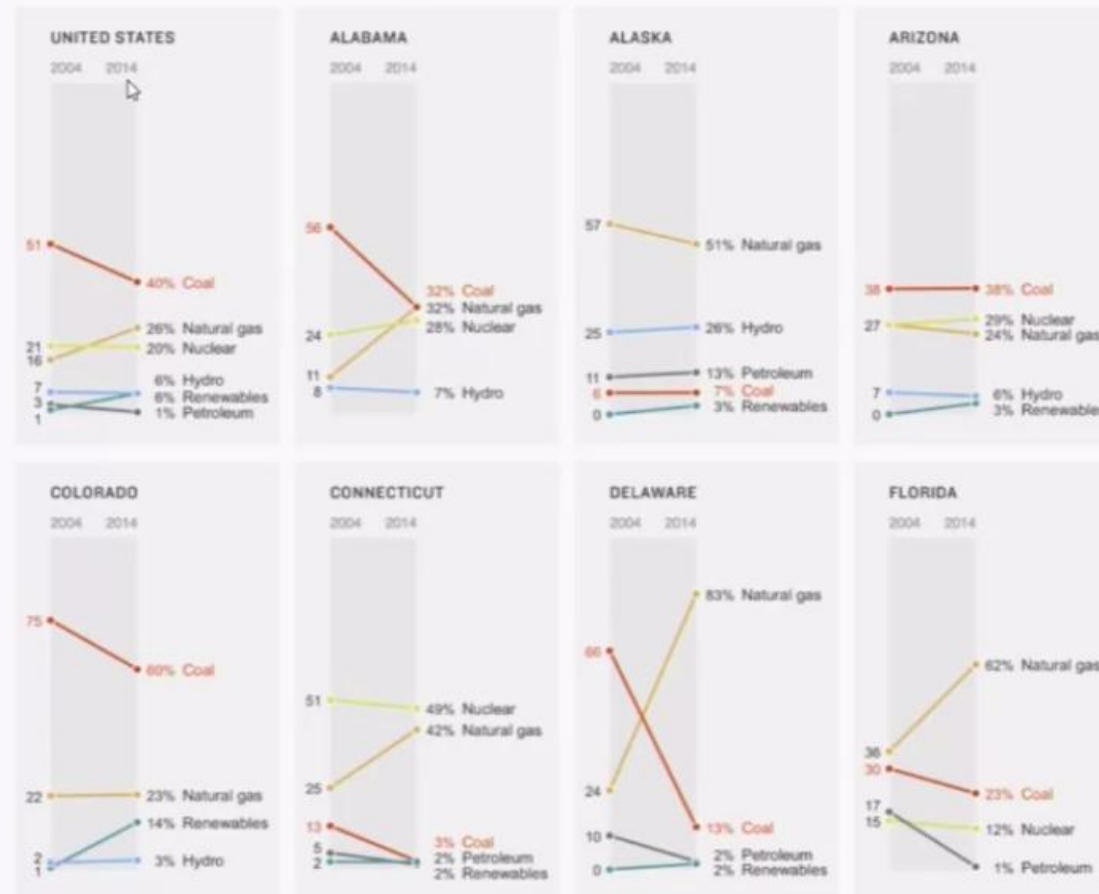 UNITED STATES
2004 2014
51
40% Coal
26% Natural gas
21
20% Nuclear
16
7
6% Hydro
3
6% Renewables
1
1% Petroleum
ALABAMA
2004 2014
56
32% Coal
32% Natural gas
24
28% Nuclear
11
8
7% Hydro
ALASKA
2004 2014
57
51% Natural gas
25
26% Hydro
11
13% Petroleum
6
7% Coal
0
3% Renewables
ARIZONA
2004 2014
38
38% Coal
27
29% Nuclear
24% Natural gas
7
6% Hydro
0
3% Renewable
COLORADO
2004 2014
75
60% Coal
22
23% Natural gas
14% Renewables
2
3% Hydro
1
CONNECTICUT
2004 2014
51
49% Nuclear
42% Natural gas
25
13
3% Coal
5
2% Petroleum
2
2% Renewables
DELAWARE
2004 2014
83% Natural gas
66
24
13% Coal
10
2% Petroleum
0
2% Renewables
FLORIDA
2004 2014
62% Natural gas
36
30
23% Coal
17
15
12% Nuclear
1% Petroleum